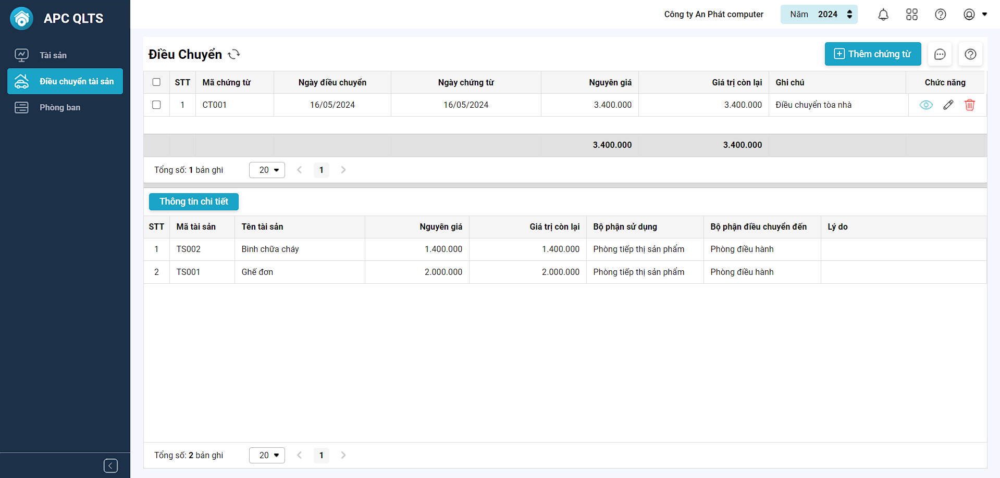 APC QLTS
Công ty An Phát computer
Năm 2024
Tài sản
Điều chuyển tài sản
Phòng ban
Điều Chuyển
Thêm chứng từ
STT Mã chứng từ Ngày điều chuyển Ngày chứng từ Nguyên giá Giá trị còn lại Ghi chú Chức năng
1 CT001 16/05/2024 16/05/2024 3.400.000 3.400.000 Điều chuyển tòa nhà
3.400.000 3.400.000
Tổng số: 1 bản ghi 20 1
Thông tin chi tiết
STT Mã tài sản Tên tài sản Nguyên giá Giá trị còn lại Bộ phận sử dụng Bộ phận điều chuyển đến Lý do
1 TS002 Bình chữa cháy 1.400.000 1.400.000 Phòng tiếp thị sản phẩm Phòng điều hành
2 TS001 Ghế đơn 2.000.000 2.000.000 Phòng tiếp thị sản phẩm Phòng điều hành
Tổng số: 2 bản ghi 20 1